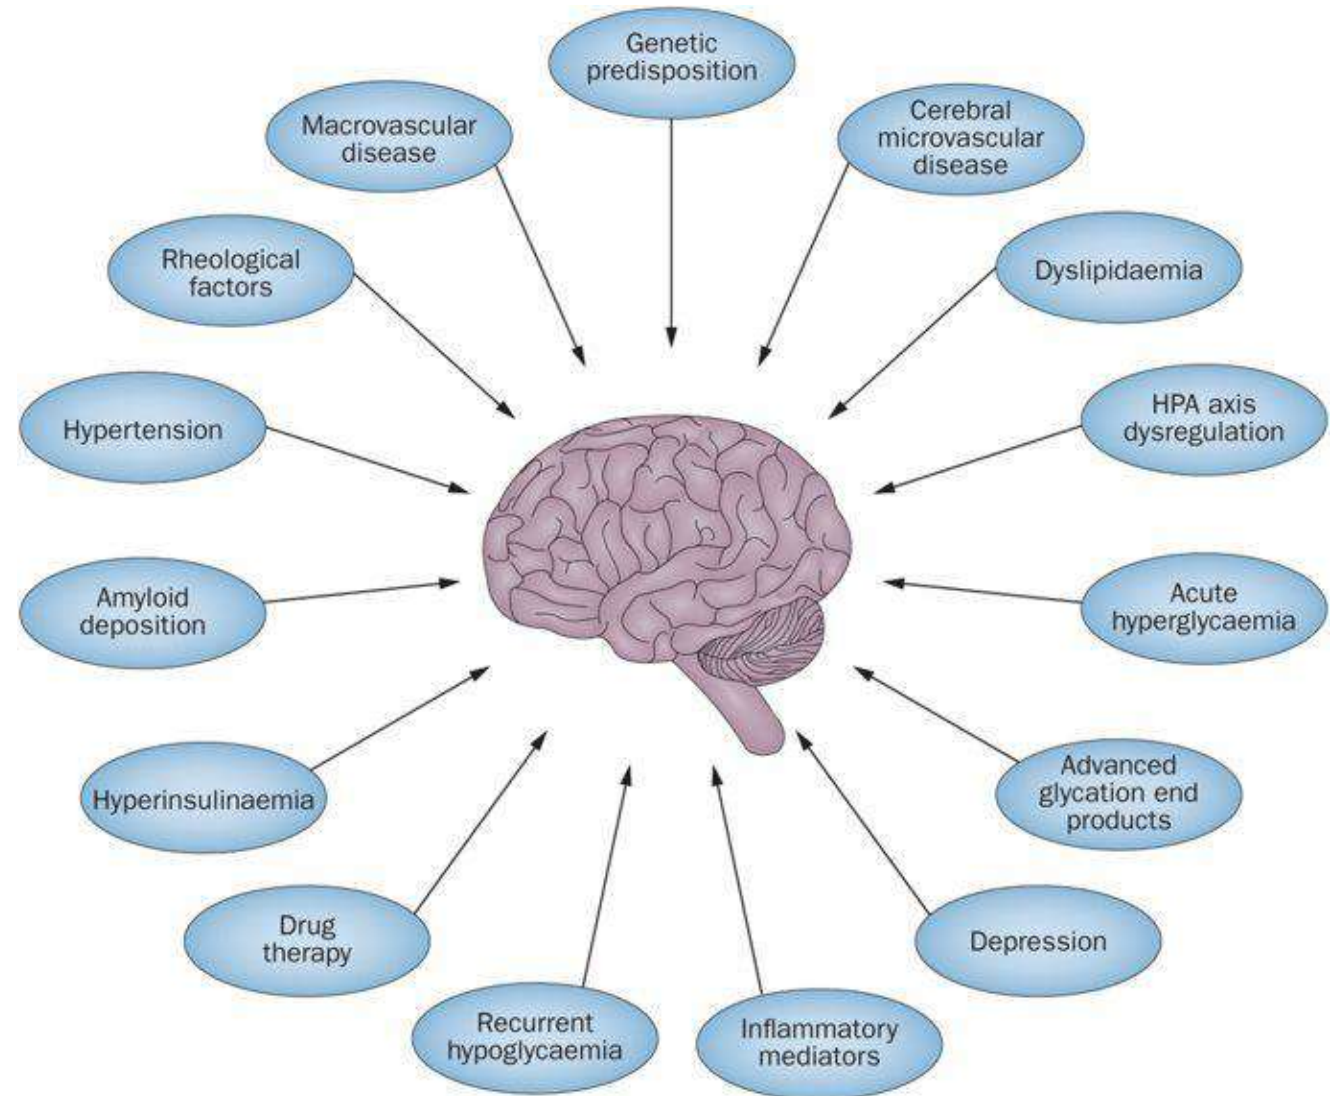 Genetic
predisposition
Cerebral
microvascular
disease
Dyslipidaemia
HPA axis
dysregulation
Acute
hyperglycaemia
Advanced
glycation end
products
Depression
Inflammatory
mediators
Recurrent
hypoglycaemia
Drug
therapy
Hyperinsulinaemia
Amyloid
deposition
Hypertension
Rheological
factors
Macrovascular
disease